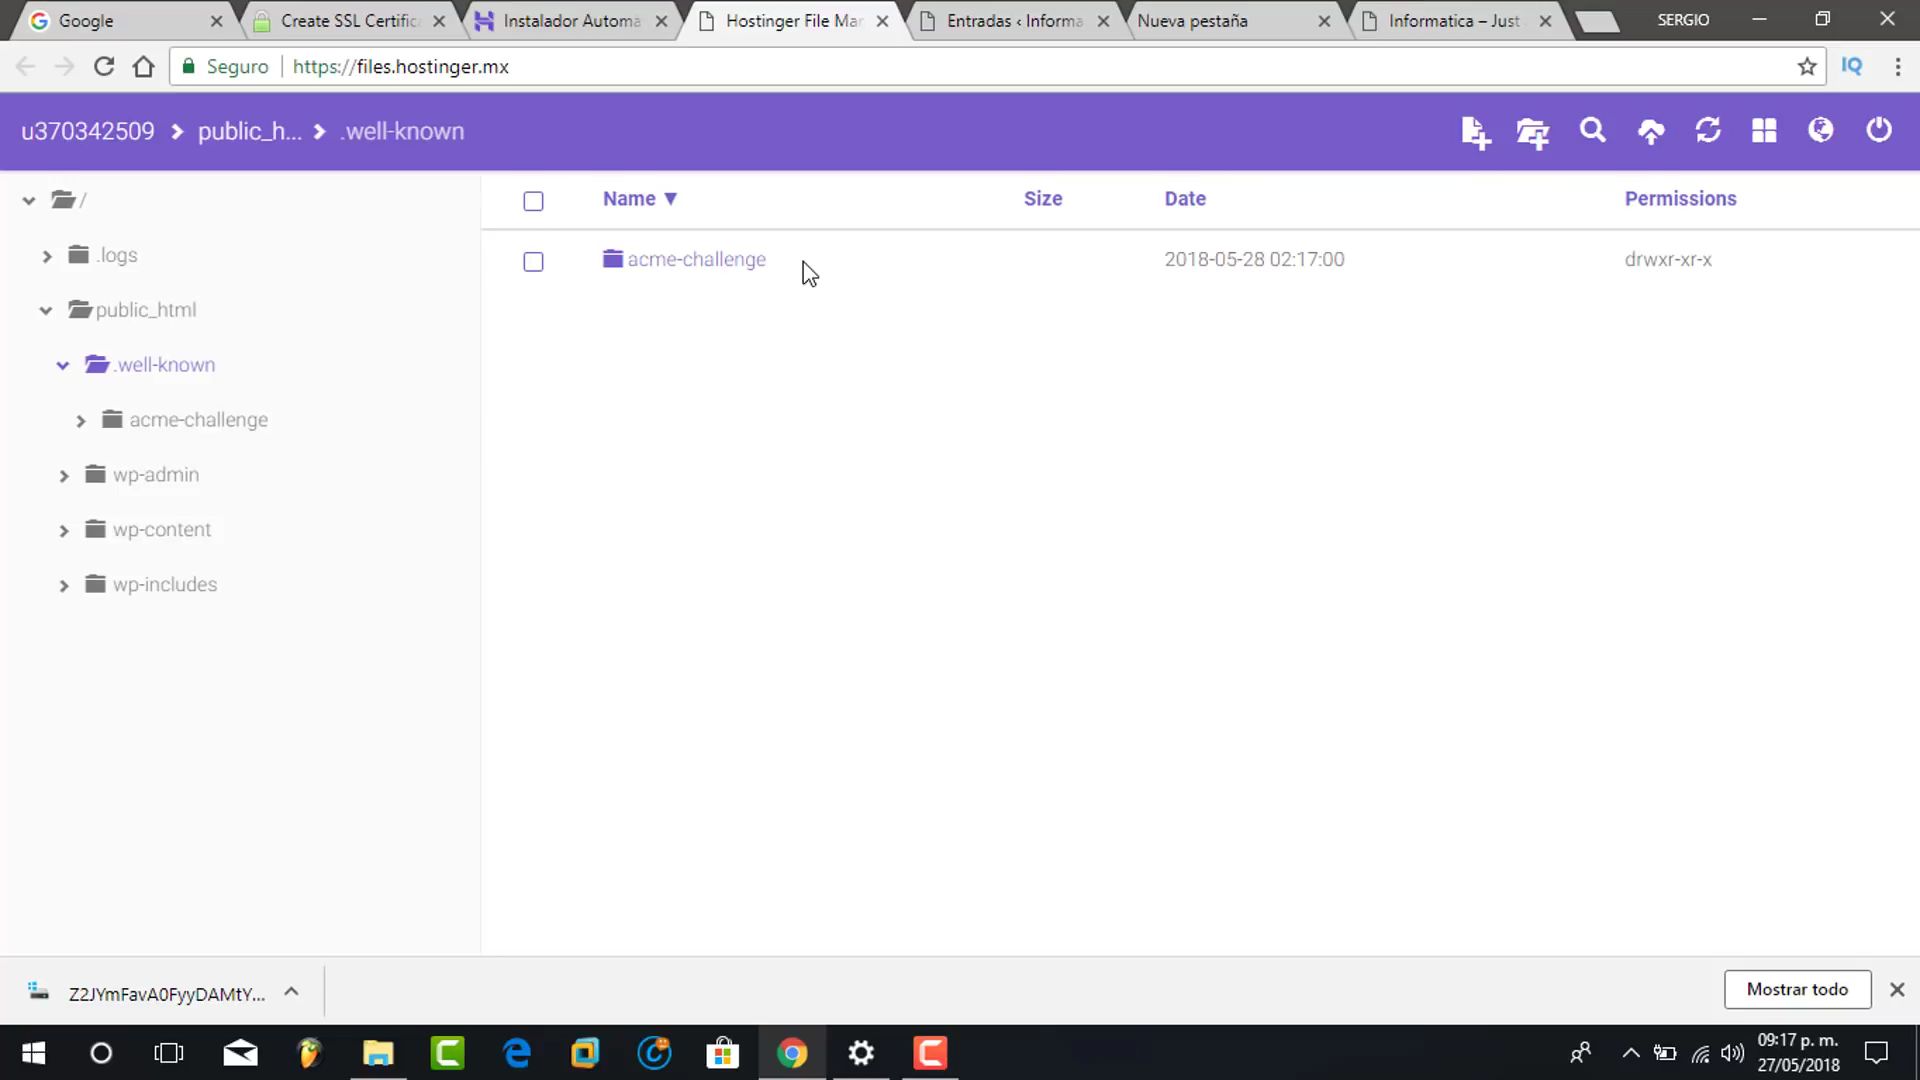 Google
Create SSL Certific
Instalador Automa
Hostinger File Mar
Entradas ‹ Informa
Nueva pestaña
Informatica – Just
SERGIO
Seguro
https://files.hostinger.mx
IQ
u370342509
public_h...
.well-known
/
.logs
public_html
.well-known
acme-challenge
wp-admin
wp-content
wp-includes
Name ▼
Size
Date
Permissions
acme-challenge
2018-05-28 02:17:00
drwxr-xr-x
Z2JYmFavA0FyyDAMtY...
Mostrar todo
09:17 p. m.
27/05/2018